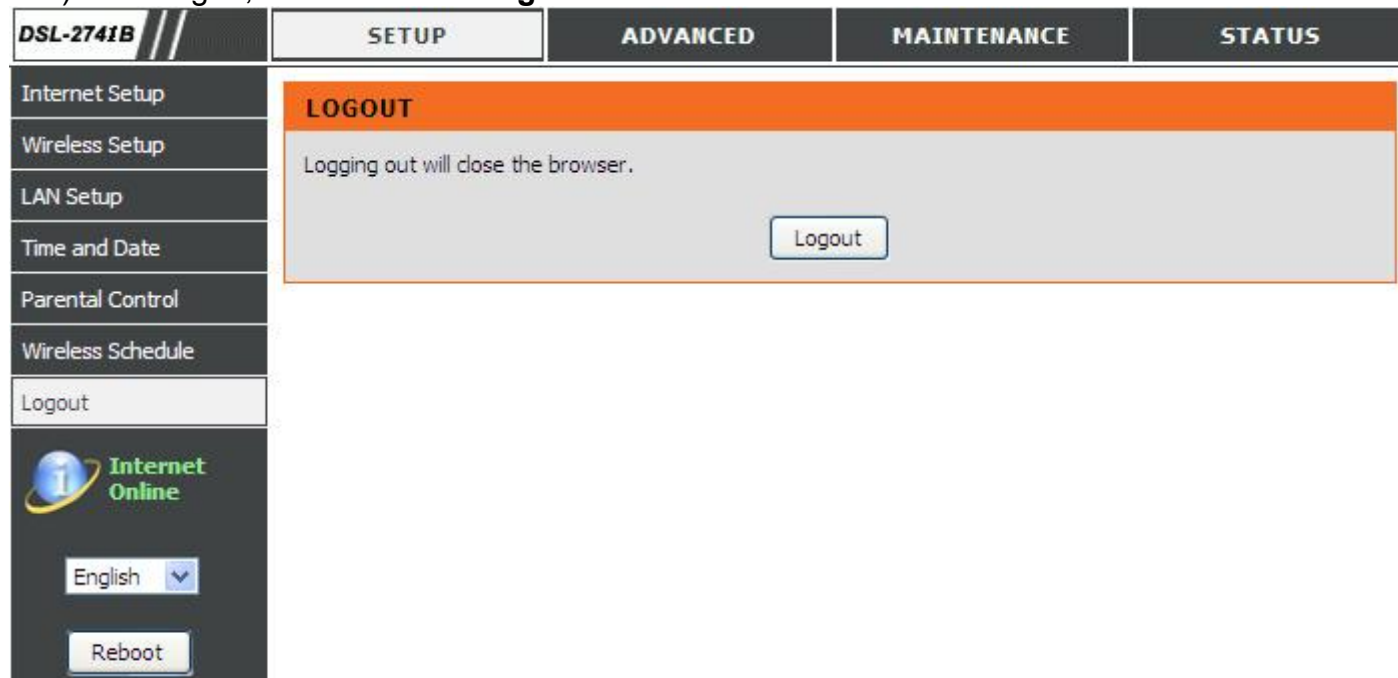 DSL-2741B
SETUP
ADVANCED
MAINTENANCE
STATUS
Internet Setup
Wireless Setup
LAN Setup
Time and Date
Parental Control
Wireless Schedule
Logout
Internet
Online
English
Reboot
LOGOUT
Logging out will close the browser.
Logout